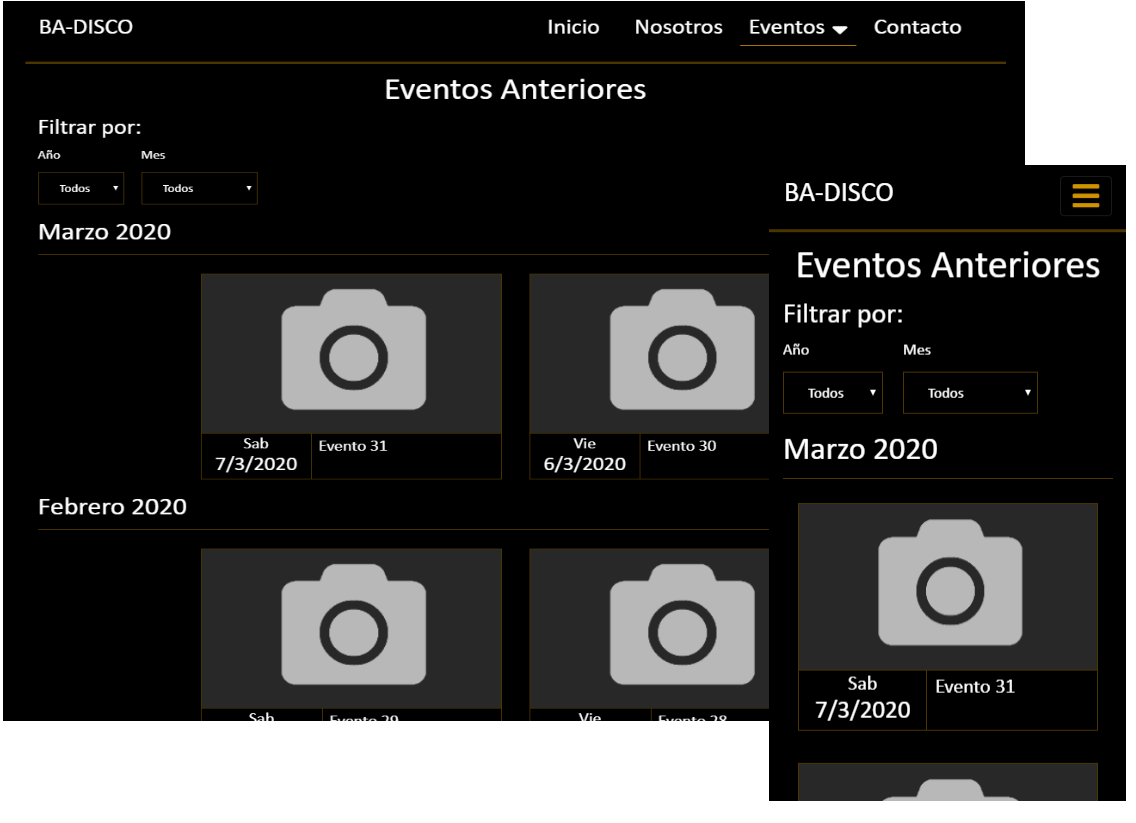 BA-DISCO Inicio Nosotros Eventos Contacto
Eventos Anteriores
Filtrar por:
Año Mes
Todos Todos
Marzo 2020
Sab Evento 31
7/3/2020
Vie Evento 30
6/3/2020
Febrero 2020
Sab Evento 29
Vie Evento 28
BA-DISCO
Eventos Anteriores
Filtrar por:
Año Mes
Todos Todos
Marzo 2020
Sab Evento 31
7/3/2020